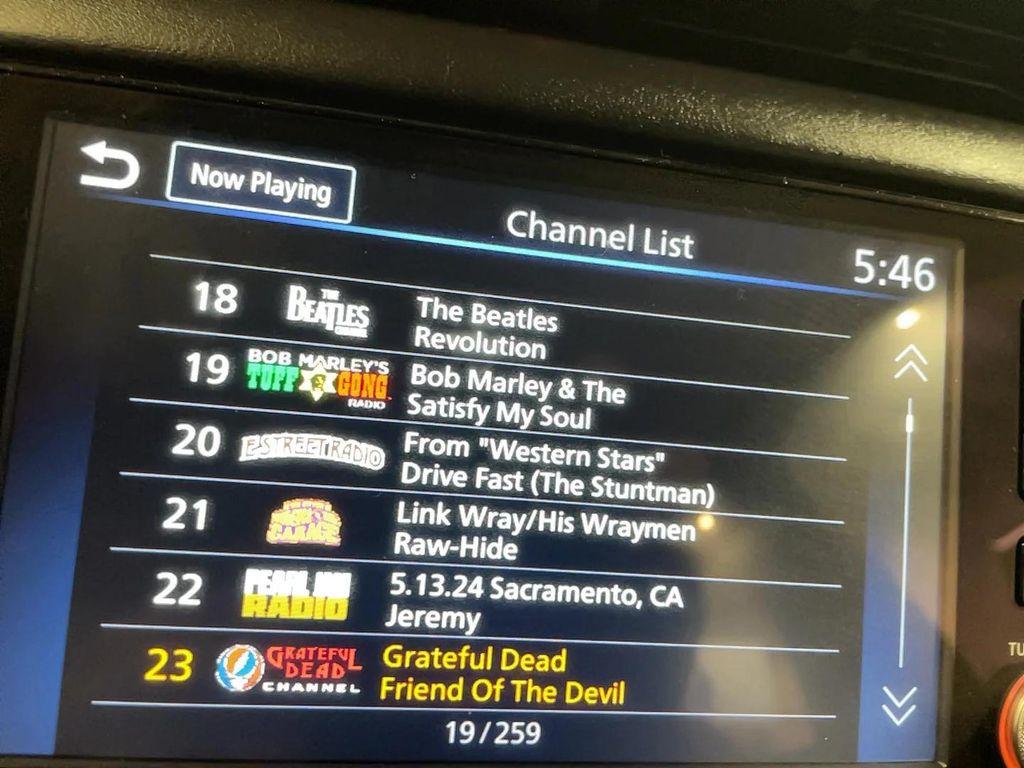 Now Playing
Channel List
5:46
18 THE BEATLES CHANNEL The Beatles
Revolution
19 BOB MARLEY'S Bob Marley & The
TUFF GONG Satisfy My Soul
RADIO
20 E STREET RADIO From "Western Stars"
Drive Fast (The Stuntman)
21 GARAGE Link Wray/His Wraymen
Raw-Hide
22 PEARL JAM 5.13.24 Sacramento, CA
RADIO Jeremy
23 GRATEFUL DEAD Grateful Dead
CHANNEL Friend Of The Devil
19/259
TU